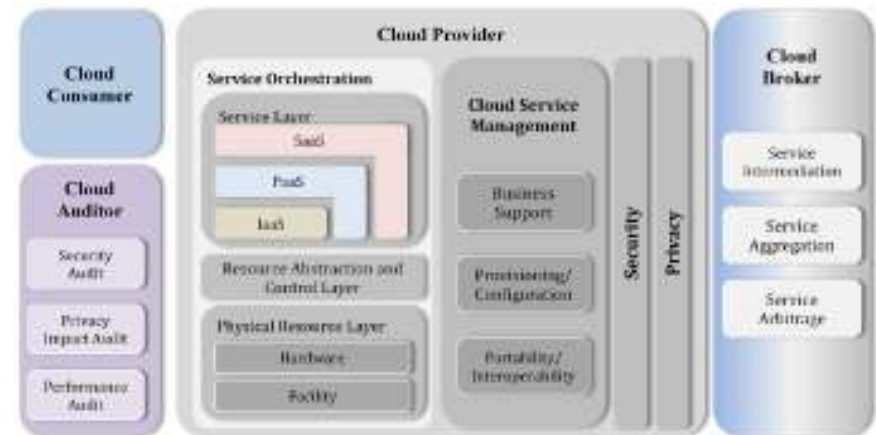 Cloud
Consumer
Cloud
Auditor
Security
Audit
Privacy
Impact Audit
Performance
Audit
Cloud Provider
Service Orchestration
Service Layer
SaaS
PaaS
IaaS
Resource Abstraction and
Control Layer
Physical Resource Layer
Hardware
Facility
Cloud Service
Management
Business
Support
Provisioning/
Configuration
Portability/
Interoperability
Security
Privacy
Cloud
Broker
Service
Intermediation
Service
Aggregation
Service
Arbitrage